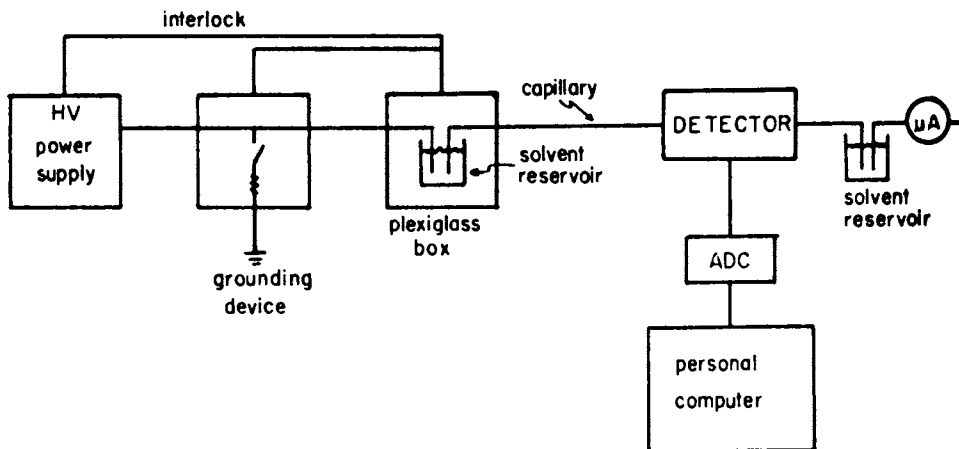 interlock
HV
power
supply
grounding
device
plexiglass
box
solvent
reservoir
capillary
DETECTOR
ADC
personal
computer
μA
solvent
reservoir